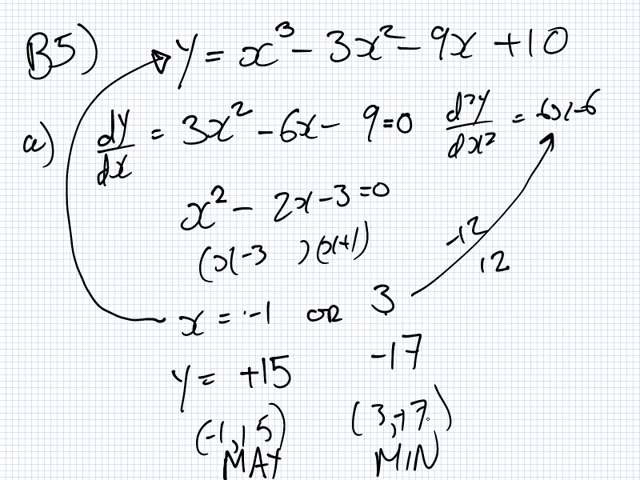 B5) y = x³ - 3x² - 9x + 10
a) dy/dx = 3x² - 6x - 9 = 0 d²y/dx² = 6x - 6
x² - 2x - 3 = 0
(x - 3 )(x + 1)
-12
12
x = -1 OR 3
y = +15 -17
(-1, 15) (3, -17)
MAX MIN